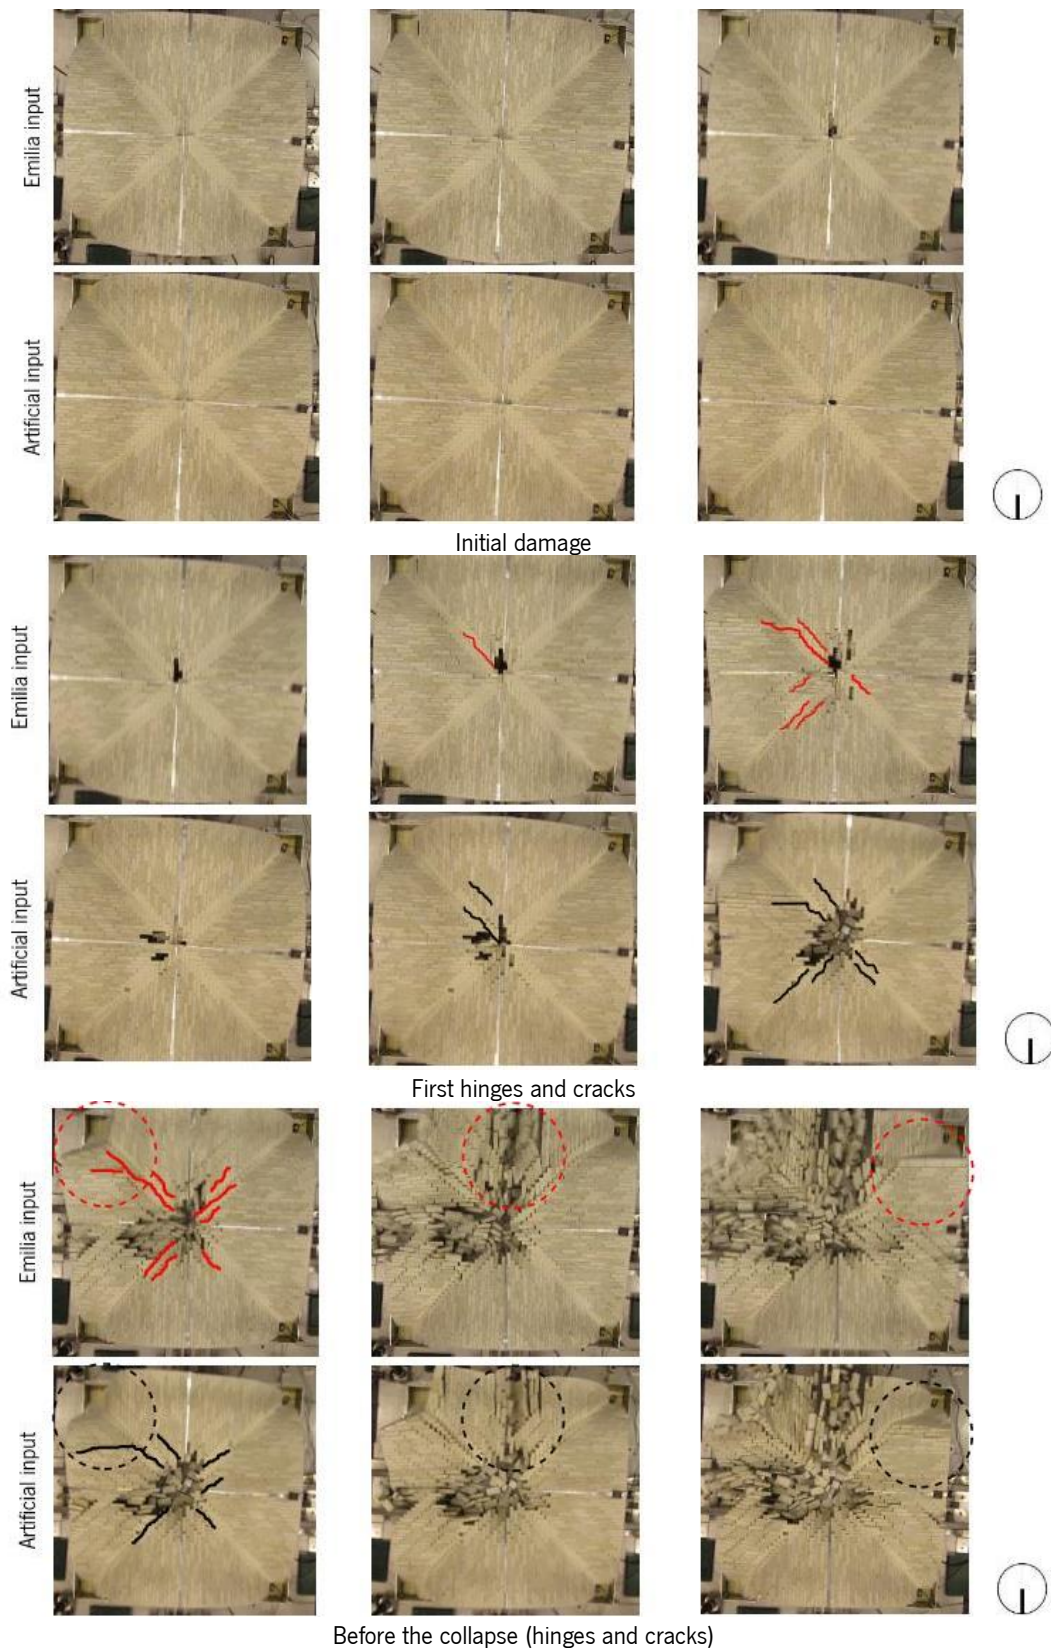 Emilia input
Artificial input
Initial damage
Emilia input
Artificial input
First hinges and cracks
Emilia input
Artificial input
Before the collapse (hinges and cracks)